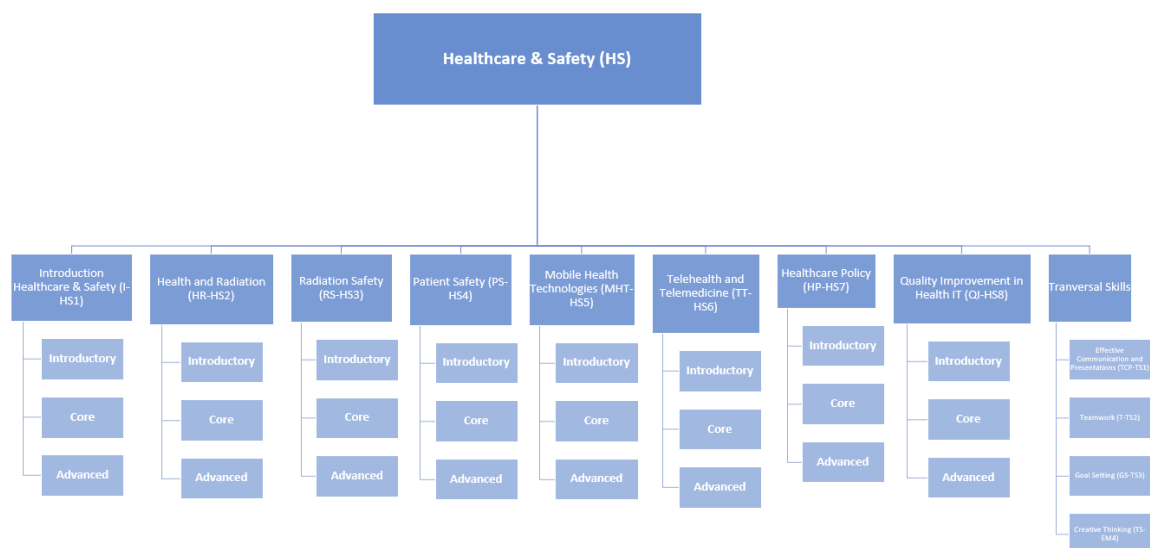 Healthcare & Safety (HS)
Introduction
Healthcare & Safety (I-
HS1)
Introductory
Core
Advanced
Health and Radiation
(HR-HS2)
Introductory
Core
Advanced
Radiation Safety
(RS-HS3)
Introductory
Core
Advanced
Patient Safety (PS-
HS4)
Introductory
Core
Advanced
Mobile Health
Technologies (MHT-
HS5)
Introductory
Core
Advanced
Telehealth and
Telemedicine (TT-
HS6)
Introductory
Core
Advanced
Healthcare Policy
(HP-HS7)
Introductory
Core
Advanced
Quality Improvement in
Health IT (QI-HS8)
Introductory
Core
Advanced
Tranversal Skills
Effective
Communication and
Presentations (TCP-TS1)
Teamwork (T-TS2)
Goal Setting (GS-TS3)
Creative Thinking (TS-
EM4)